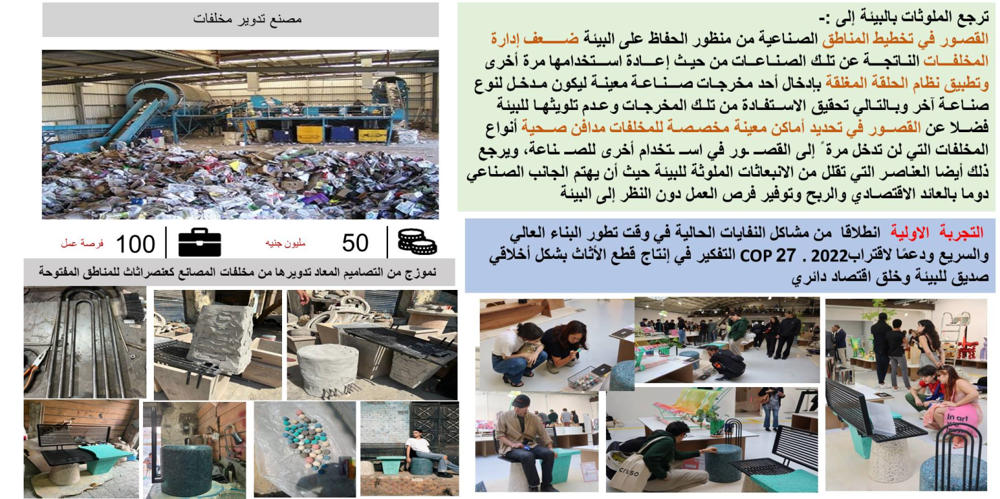 ترجع الملوثات بالبيئة إلى :-
القصور في تخطيط المناطق الصناعية من منظور الحفاظ على البيئة ضعف إدارة
المخلفات الناتجة عن تلك الصناعات من حيث إعادة استخدامها مرة أخرى
وتطبيق نظام الحلقة المغلقة بإدخال أحد مخرجات صناعة معينة ليكون مدخل لنوع
صناعة آخر وبالتالي تحقيق الاستفادة من تلك المخرجات وعدم تلويثها للبيئة
فضلا عن القصور في تحديد أماكن معينة مخصصة للمخلفات مدافن صحية أنواع
المخلفات التي لن تدخل مرة ً إلى القصور في استخدام أخرى للصناعة، ويرجع
ذلك أيضا العناصر التي تقلل من الانبعاثات الملوثة للبيئة حيث أن يهتم الجانب الصناعي
دوما بالعائد الاقتصادي والربح وتوفير فرص العمل دون النظر إلى البيئة
مصنع تدوير مخلفات
50 مليون جنيه
100 فرصة عمل
التجربة الاولية انطلاقا من مشاكل النفايات الحالية في وقت تطور البناء العالي
والسريع ودعمًا لاقتراب2022 . COP 27 التفكير في إنتاج قطع الأثاث بشكل أخلاقي
صديق للبيئة وخلق اقتصاد دائري
نموزج من التصاميم المعاد تدويرها من مخلفات المصانع كعنصراثاث للمناطق المفتوحة
In art
we
cruso